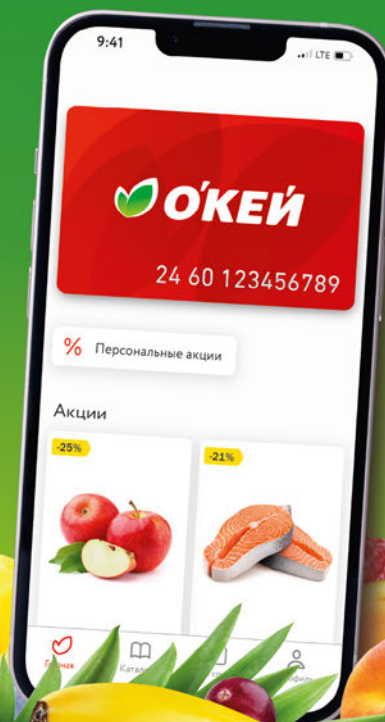 9:41
LTE
О'КЕЙ
24 60 123456789
% Персональные акции
Акции
-25%
-21%